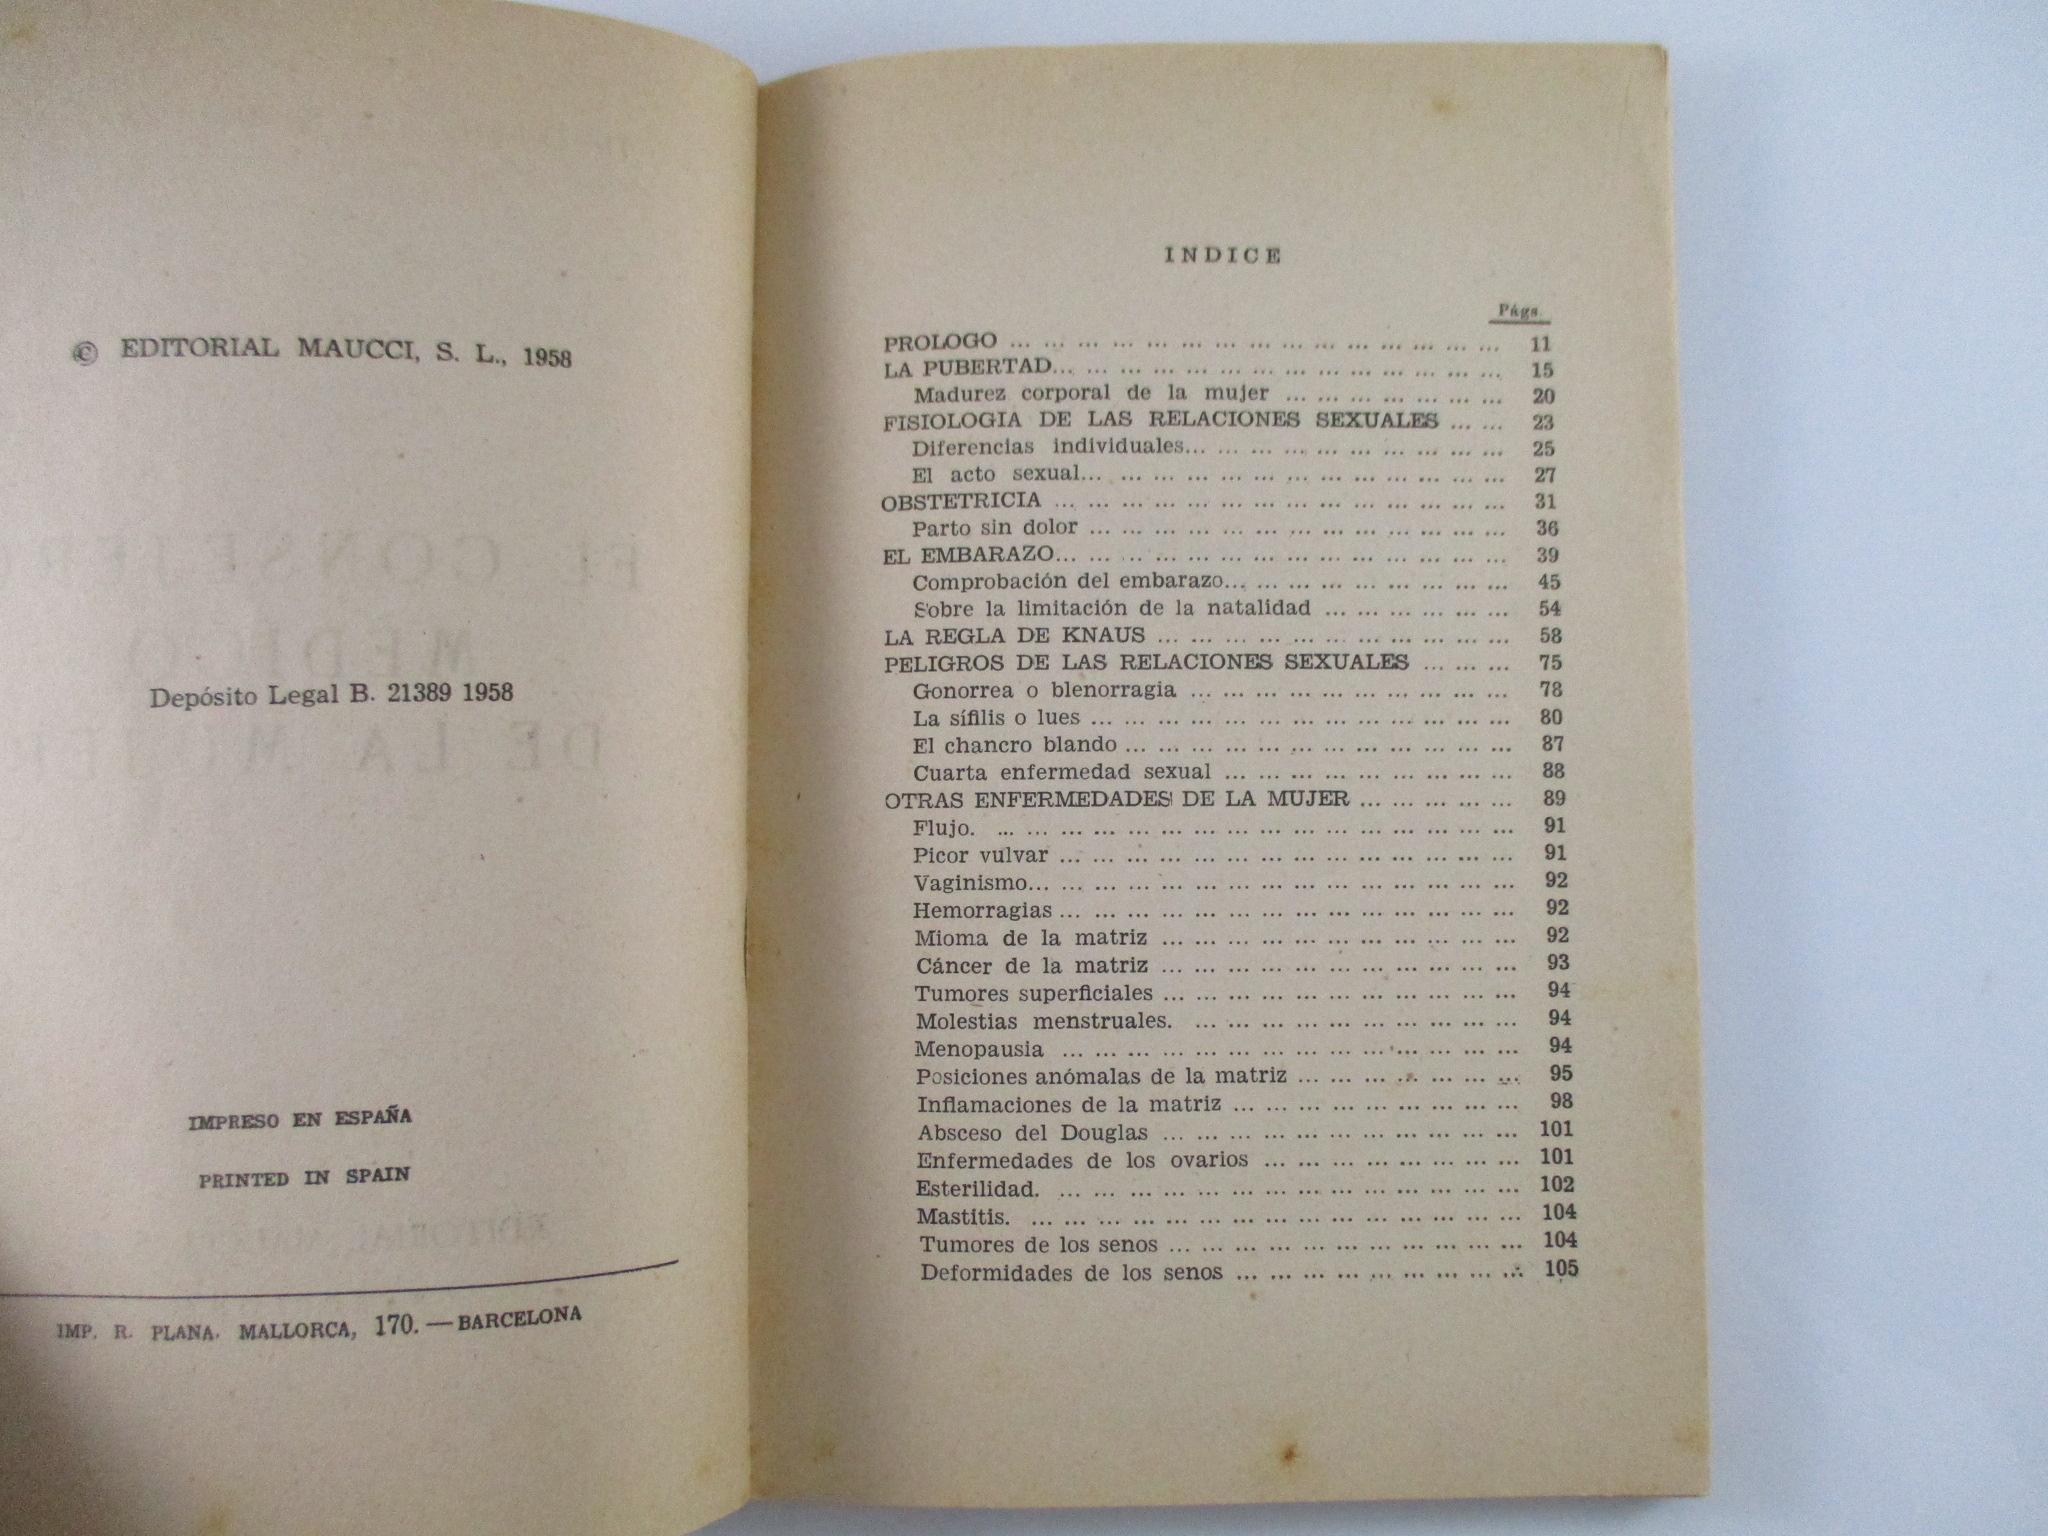 © EDITORIAL MAUCCI, S. L., 1958
Depósito Legal B. 21389 1958
IMPRESO EN ESPAÑA
PRINTED IN SPAIN
IMP. R. PLANA. MALLORCA, 170. — BARCELONA
INDICE
Págs.
PROLOGO ... ... ... ... ... ... ... ... ... ... ... ... ... ... ... 11
LA PUBERTAD... ... ... ... ... ... ... ... ... ... ... ... ... ... 15
Madurez corporal de la mujer ... ... ... ... ... ... ... 20
FISIOLOGIA DE LAS RELACIONES SEXUALES ... ... 23
Diferencias individuales... ... ... ... ... ... ... ... ... ... 25
El acto sexual... ... ... ... ... ... ... ... ... ... ... ... ... 27
OBSTETRICIA ... ... ... ... ... ... ... ... ... ... ... ... ... ... 31
Parto sin dolor ... ... ... ... ... ... ... ... ... ... ... ... ... 36
EL EMBARAZO... ... ... ... ... ... ... ... ... ... ... ... ... ... 39
Comprobación del embarazo... ... ... ... ... ... ... ... ... 45
Sobre la limitación de la natalidad ... ... ... ... ... ... 54
LA REGLA DE KNAUS ... ... ... ... ... ... ... ... ... ... ... 58
PELIGROS DE LAS RELACIONES SEXUALES ... ... ... 75
Gonorrea o blenorragia ... ... ... ... ... ... ... ... ... ... 78
La sífilis o lues ... ... ... ... ... ... ... ... ... ... ... ... ... 80
El chancro blando ... ... ... ... ... ... ... ... ... ... ... ... 87
Cuarta enfermedad sexual ... ... ... ... ... ... ... ... ... 88
OTRAS ENFERMEDADES DE LA MUJER ... ... ... ... ... 89
Flujo. ... ... ... ... ... ... ... ... ... ... ... ... ... ... ... ... 91
Picor vulvar ... ... ... ... ... ... ... ... ... ... ... ... ... ... 91
Vaginismo... ... ... ... ... ... ... ... ... ... ... ... ... ... ... 92
Hemorragias ... ... ... ... ... ... ... ... ... ... ... ... ... ... 92
Mioma de la matriz ... ... ... ... ... ... ... ... ... ... ... 92
Cáncer de la matriz ... ... ... ... ... ... ... ... ... ... ... 93
Tumores superficiales ... ... ... ... ... ... ... ... ... ... ... 94
Molestias menstruales. ... ... ... ... ... ... ... ... ... ... 94
Menopausia ... ... ... ... ... ... ... ... ... ... ... ... ... ... 94
Posiciones anómalas de la matriz ... ... ... ... ... ... ... 95
Inflamaciones de la matriz ... ... ... ... ... ... ... ... ... 98
Absceso del Douglas ... ... ... ... ... ... ... ... ... ... ... 101
Enfermedades de los ovarios ... ... ... ... ... ... ... ... 101
Esterilidad. ... ... ... ... ... ... ... ... ... ... ... ... ... ... 102
Mastitis. ... ... ... ... ... ... ... ... ... ... ... ... ... ... ... 104
Tumores de los senos ... ... ... ... ... ... ... ... ... ... ... 104
Deformidades de los senos ... ... ... ... ... ... ... ... ... 105